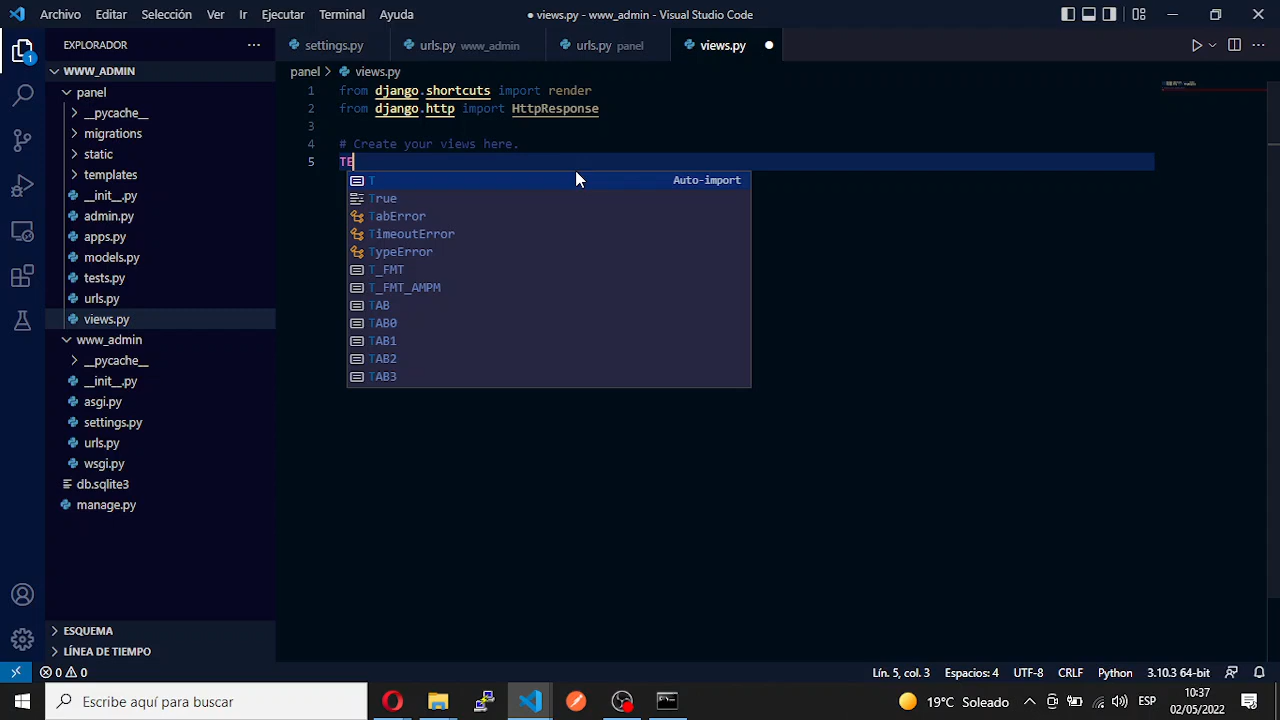 Archivo Editar Selección Ver Ir Ejecutar Terminal Ayuda
● views.py - www_admin - Visual Studio Code
EXPLORADOR
settings.py
urls.py www_admin
urls.py panel
views.py
WWW_ADMIN
panel
__pycache__
migrations
static
templates
__init__.py
admin.py
apps.py
models.py
tests.py
urls.py
views.py
www_admin
__pycache__
__init__.py
asgi.py
settings.py
urls.py
wsgi.py
db.sqlite3
manage.py
ESQUEMA
LÍNEA DE TIEMPO
panel > views.py
1 from django.shortcuts import render
2 from django.http import HttpResponse
3
4 # Create your views here.
5 TE
T Auto-import
True
TabError
TimeoutError
TypeError
T_FMT
T_FMT_AMPM
TAB
TAB0
TAB1
TAB2
TAB3
1
0 0
Lín. 5, col. 3 Espacios: 4 UTF-8 CRLF Python 3.10.3 64-bit
Escribe aquí para buscar
19°C Soleado
ESP
10:37
02/05/2022